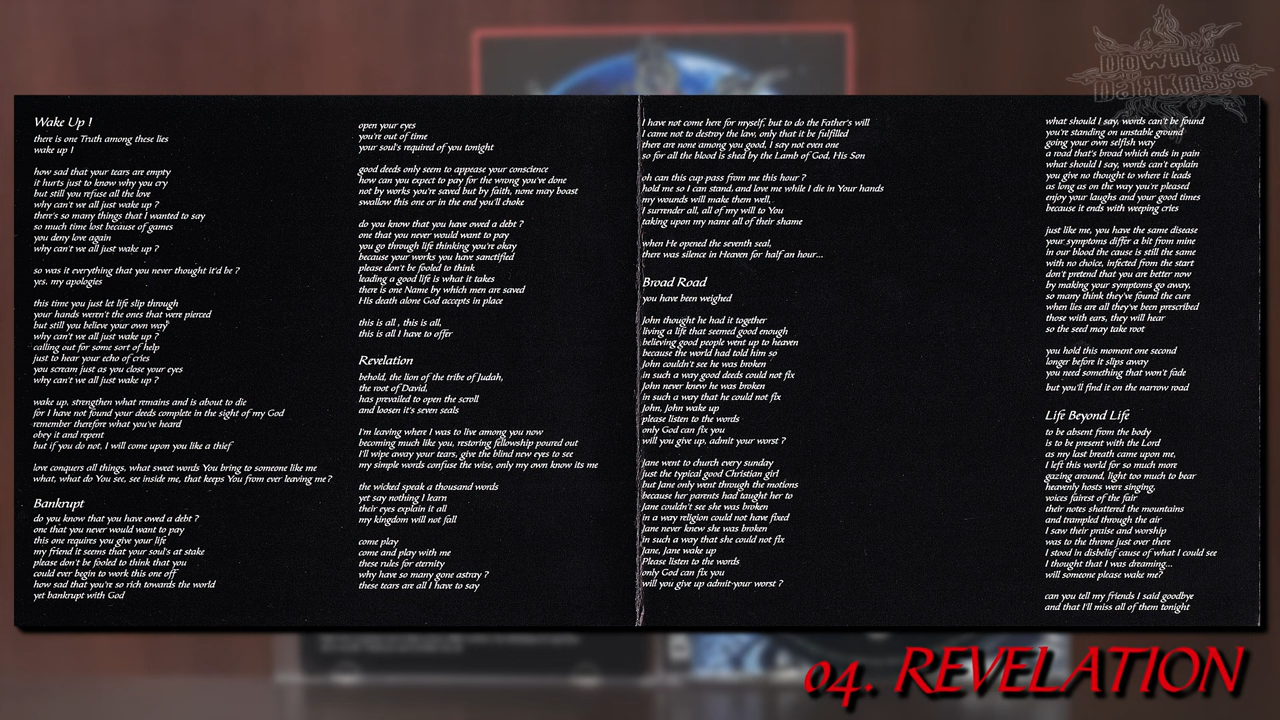 Downfall
Darkness
Wake Up !
there is one Truth among these lies
wake up !
how sad that your tears are empty
it hurts just to know why you cry
but still you refuse all the love
why can't we all just wake up ?
there's so many things that I wanted to say
so much time lost because of games
you deny love again
why can't we all just wake up ?
so was it everything that you never thought it'd be ?
yes, my apologies
this time you just let life slip through
your hands weren't the ones that were pierced
but still you believe your own way
why can't we all just wake up ?
calling out for some sort of help
just to hear your echo of cries
you scream just as you close your eyes
why can't we all just wake up ?
wake up, strengthen what remains and is about to die
for I have not found your deeds complete in the sight of my God
remember therefore what you've heard
obey it and repent
but if you do not, I will come upon you like a thief
love conquers all things, what sweet words You bring to someone like me
what, what do You see, see inside me, that keeps You from ever leaving me ?
Bankrupt
do you know that you have owed a debt ?
one that you never would want to pay
this one requires you give your life
my friend it seems that your soul's at stake
please don't be fooled to think that you
could ever begin to work this one off
how sad that you're so rich towards the world
yet bankrupt with God
open your eyes
you're out of time
your soul's required of you tonight
good deeds only seem to appease your conscience
how can you expect to pay for the wrong you've done
not by works you're saved but by faith, none may boast
swallow this one or in the end you'll choke
do you know that you have owed a debt ?
one that you never would want to pay
you go through life thinking you're okay
because your works you have sanctified
please don't be fooled to think
leading a good life is what it takes
there is one Name by which men are saved
His death alone God accepts in place
this is all , this is all,
this is all I have to offer
Revelation
behold, the lion of the tribe of Judah,
the root of David,
has prevailed to open the scroll
and loosen it's seven seals
I'm leaving where I was to live among you now
becoming much like you, restoring fellowship poured out
I'll wipe away your tears, give the blind new eyes to see
my simple words confuse the wise, only my own know its me
the wicked speak a thousand words
yet say nothing I learn
their eyes explain it all
my kingdom will not fall
come play
come and play with me
these rules for eternity
why have so many gone astray ?
these tears are all I have to say
I have not come here for myself, but to do the Father's will
I came not to destroy the law, only that it be fulfilled
there are none among you good, I say not even one
so for all the blood is shed by the Lamb of God, His Son
oh can this cup pass from me this hour ?
hold me so I can stand, and love me while I die in Your hands
my wounds will make them well,
I surrender all, all of my will to You
taking upon my name all of their shame
when He opened the seventh seal,
there was silence in Heaven for half an hour...
Broad Road
you have been weighed
John thought he had it together
living a life that seemed good enough
believing good people went up to heaven
because the world had told him so
John couldn't see he was broken
in such a way good deeds could not fix
John never knew he was broken
in such a way that he could not fix
John, John wake up
please listen to the words
only God can fix you
will you give up, admit your worst ?
Jane went to church every sunday
just the typical good Christian girl
but Jane only went through the motions
because her parents had taught her to
Jane couldn't see she was broken
in a way religion could not have fixed
Jane never knew she was broken
in such a way that she could not fix
Jane, Jane wake up
Please listen to the words
only God can fix you
will you give up admit your worst ?
what should I say, words can't be found
you're standing on unstable ground
going your own selfish way
a road that's broad which ends in pain
what should I say, words can't explain
you give no thought to where it leads
as long as on the way you're pleased
enjoy your laughs and your good times
because it ends with weeping cries
just like me, you have the same disease
your symptoms differ a bit from mine
in our blood the cause is still the same
with no choice, infected from the start
don't pretend that you are better now
by making your symptoms go away,
so many think they've found the cure
when lies are all they've been prescribed
those with ears, they will hear
so the seed may take root
you hold this moment one second
longer before it slips away
you need something that won't fade
but you'll find it on the narrow road
Life Beyond Life
to be absent from the body
is to be present with the Lord
as my last breath came upon me,
I left this world for so much more
gazing around, light too much to bear
heavenly hosts were singing,
voices fairest of the fair
their notes shattered the mountains
and trampled through the air
I saw their praise and worship
was to the throne just over there
I stood in disbelief cause of what I could see
I thought that I was dreaming...
will someone please wake me?
can you tell my friends I said goodbye
and that I'll miss all of them tonight
04. REVELATION